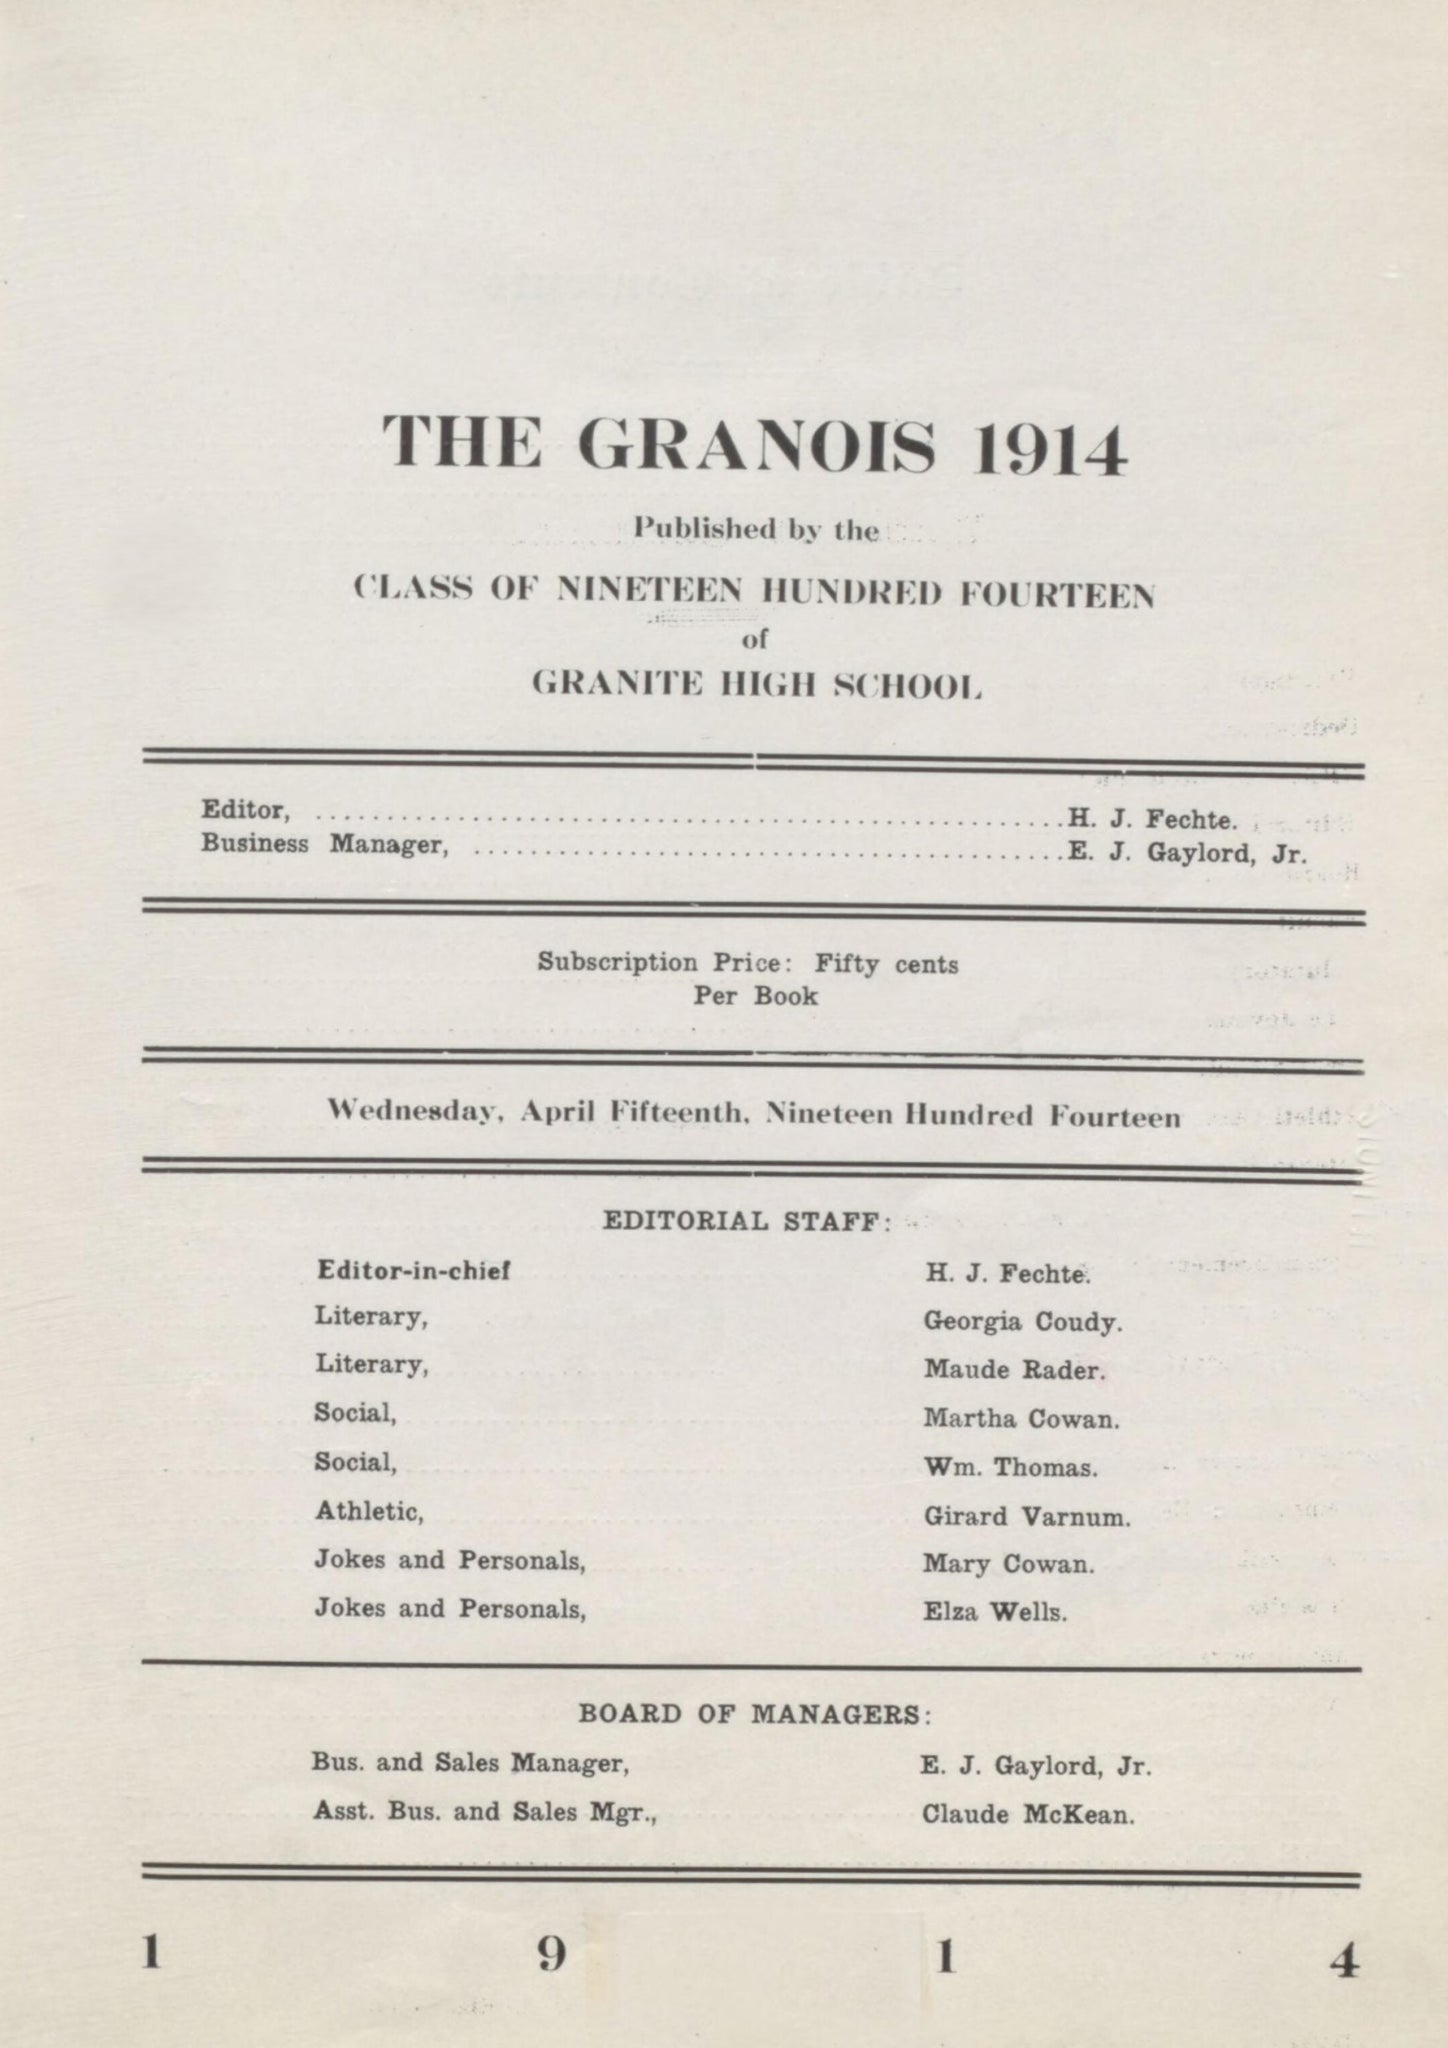 THE GRANOIS 1914
Published by the
CLASS OF NINETEEN HUNDRED FOURTEEN
of
GRANITE HIGH SCHOOL
Editor, ..................................................... H. J. Fechte.
Business Manager, .......................................... E. J. Gaylord, Jr.
Subscription Price: Fifty cents
Per Book
Wednesday, April Fifteenth, Nineteen Hundred Fourteen
EDITORIAL STAFF:
Editor-in-chief H. J. Fechte.
Literary, Georgia Coudy.
Literary, Maude Rader.
Social, Martha Cowan.
Social, Wm. Thomas.
Athletic, Girard Varnum.
Jokes and Personals, Mary Cowan.
Jokes and Personals, Elza Wells.
BOARD OF MANAGERS:
Bus. and Sales Manager, E. J. Gaylord, Jr.
Asst. Bus. and Sales Mgr., Claude McKean.
1 9 1 4